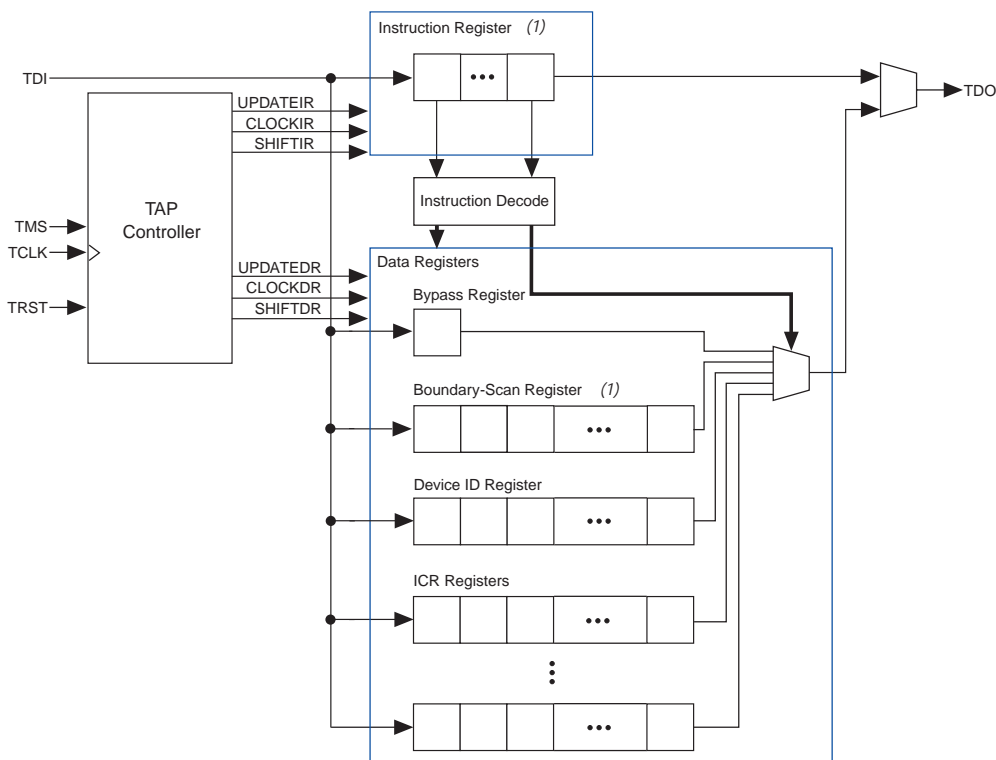 Instruction Register (1)
TDI
TDO
UPDATEIR
CLOCKIR
SHIFTIR
Instruction Decode
TAP
Controller
TMS
TCLK
TRST
Data Registers
UPDATEDR
CLOCKDR
SHIFTDR
Bypass Register
Boundary-Scan Register (1)
Device ID Register
ICR Registers